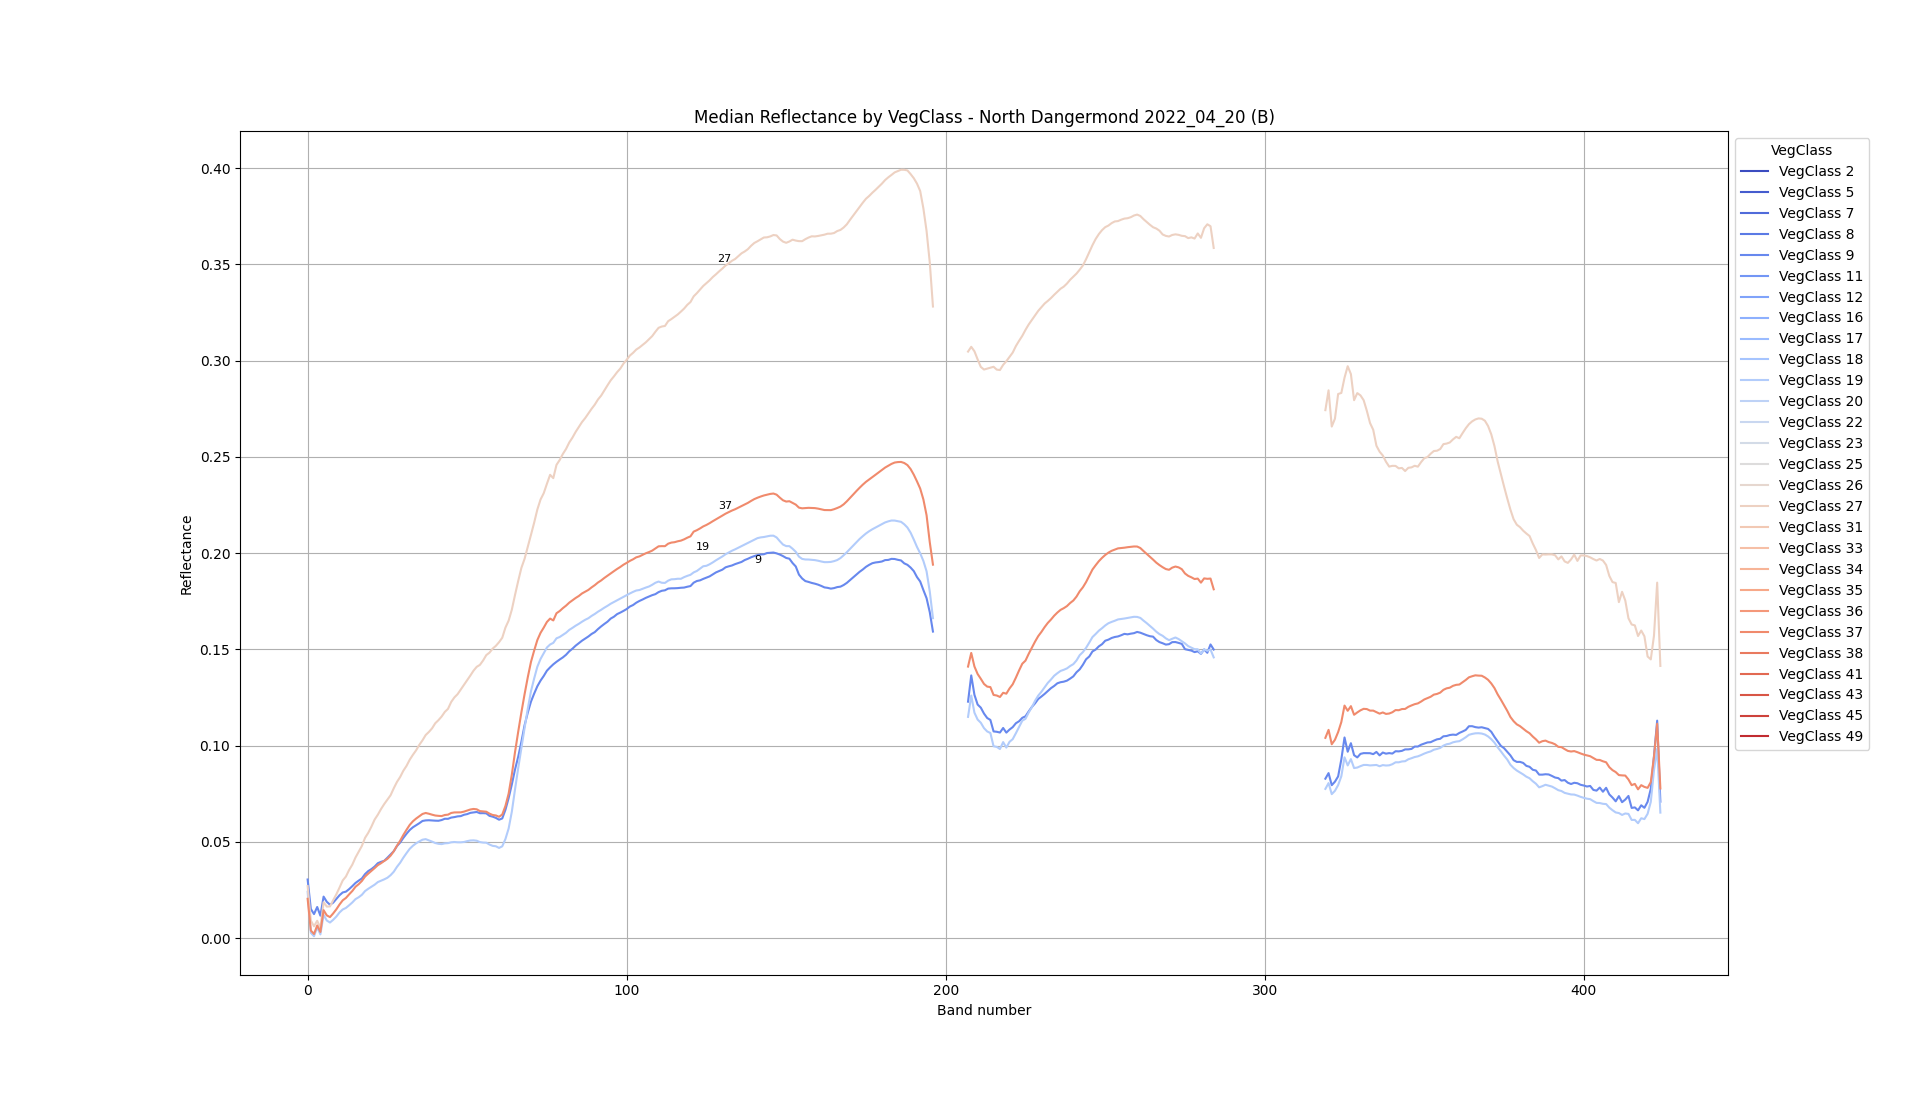 Median Reflectance by VegClass - North Dangermond 2022_04_20 (B)
VegClass
VegClass 2
VegClass 5
VegClass 7
VegClass 8
VegClass 9
VegClass 11
VegClass 12
VegClass 16
VegClass 17
VegClass 18
VegClass 19
VegClass 20
VegClass 22
VegClass 23
VegClass 25
VegClass 26
VegClass 27
VegClass 31
VegClass 33
VegClass 34
VegClass 35
VegClass 36
VegClass 37
VegClass 38
VegClass 41
VegClass 43
VegClass 45
VegClass 49
0.40
0.35
0.30
0.25
0.20
0.15
0.10
0.05
0.00
Reflectance
27
37
19
9
0
100
200
300
400
Band number